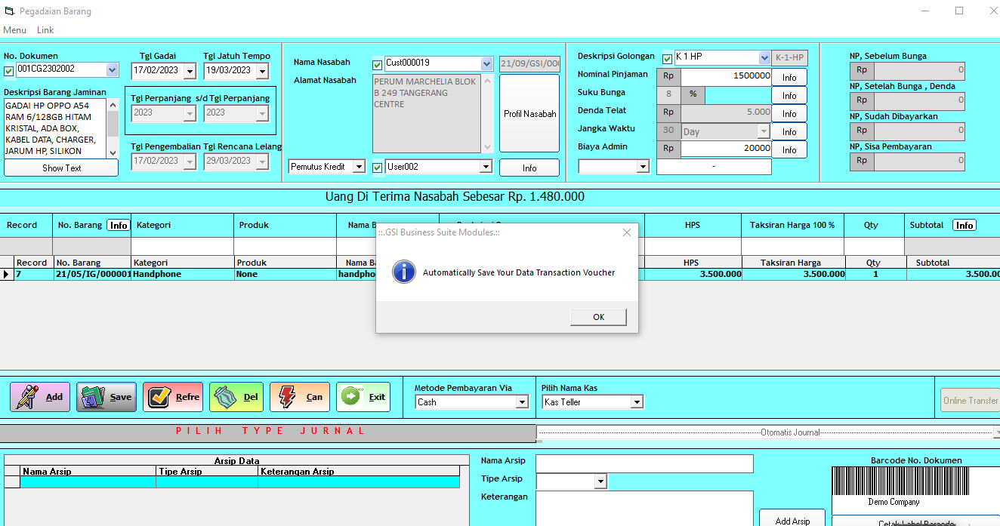 Pegadaian Barang
Menu Link
No. Dokumen
001CG2302002
Tgl Gadai
17/02/2023
Tgl Jatuh Tempo
19/03/2023
Deskripsi Barang Jaminan
GADAI HP OPPO A54
RAM 6/128GB HITAM
KRISTAL, ADA BOX,
KABEL DATA, CHARGER,
JARUM HP, SILIKON
Show Text
Tgl Perpanjang s/d Tgl Perpanjang
2023 2023
Tgl Pengembalian Tgl Rencana Lelang
17/02/2023 29/03/2023
Nama Nasabah
Cust000019
21/09/GSI/00
Alamat Nasabah
PERUM MARCHELIA BLOK
B 249 TANGERANG
CENTRE
Profil Nasabah
Pemutus Kredit
User002
Info
Deskripsi Golongan
K 1 HP
K-1-HP
Nominal Pinjaman
Rp 1500000 Info
Suku Bunga
8 % Info
Denda Telat
Rp 5.000 Info
Jangka Waktu
30 Day Info
Biaya Admin
Rp 20000 Info
-
NP, Sebelum Bunga
Rp 0
NP, Setelah Bunga , Denda
Rp 0
NP, Sudah Dibayarkan
Rp 0
NP, Sisa Pembayaran
Rp 0
Uang Di Terima Nasabah Sebesar Rp. 1.480.000
Record No. Barang Info Kategori Produk Nama B HPS Taksiran Harga 100 % Qty Subtotal Info
Record No. Barang Kategori Produk Nama B HPS Taksiran Harga Qty Subtotal
7 21/05/IG/000001 Handphone None handpho 3.500.000 3.500.000 1 3.500.00
::.GSI Business Suite Modules.::
Automatically Save Your Data Transaction Voucher
OK
Add Save Refre Del Can Exit
Metode Pembayaran Via
Cash
Pilih Nama Kas
Kas Teller
Online Transfer
PILIH TYPE JURNAL
Otomatis Journal
Arsip Data
Nama Arsip Tipe Arsip Keterangan Arsip
Nama Arsip
Tipe Arsip
Keterangan
Add Arsip
Barcode No. Dokumen
Demo Company
Cetak Label Barcode